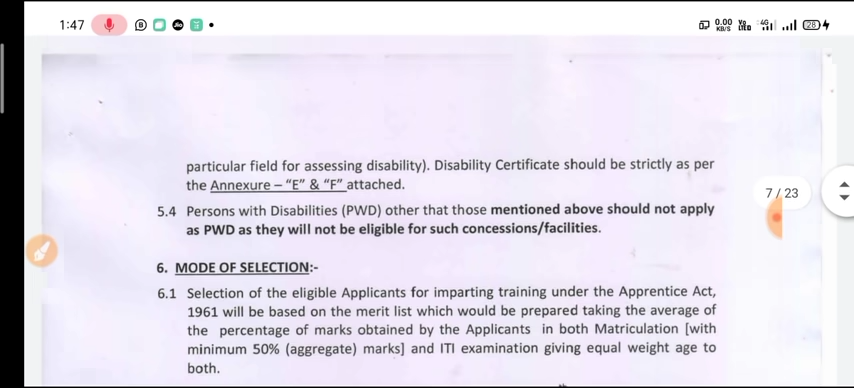 1:47
0.00 KB/S
Vo LTE
4G
28
particular field for assessing disability). Disability Certificate should be strictly as per
the Annexure – “E” & “F” attached.
7 / 23
5.4 Persons with Disabilities (PWD) other that those mentioned above should not apply
as PWD as they will not be eligible for such concessions/facilities.
6. MODE OF SELECTION:-
6.1 Selection of the eligible Applicants for imparting training under the Apprentice Act,
1961 will be based on the merit list which would be prepared taking the average of
the percentage of marks obtained by the Applicants in both Matriculation [with
minimum 50% (aggregate) marks] and ITI examination giving equal weight age to
both.